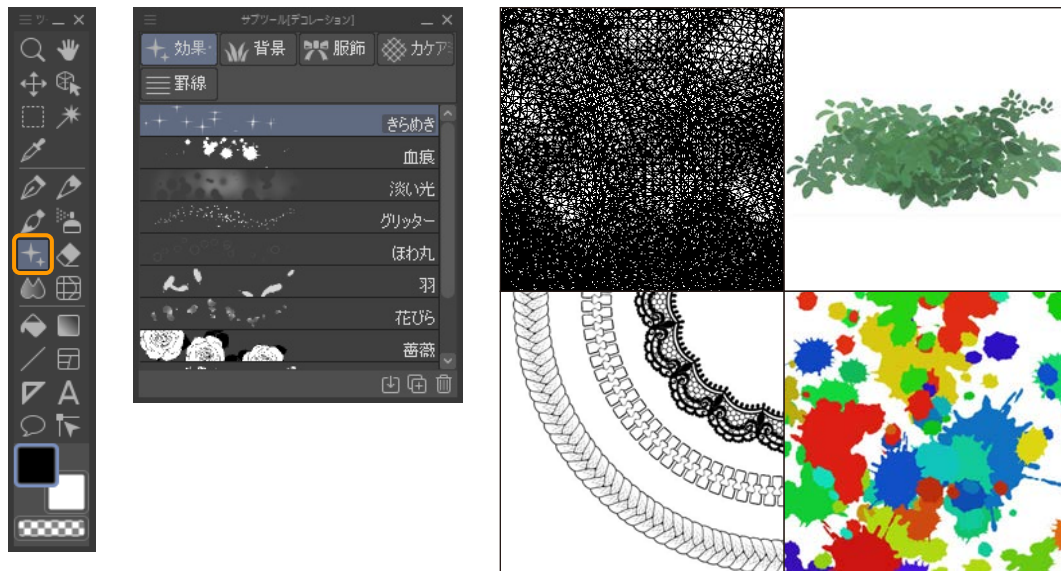 ツ
サブツール[デコレーション]
効果
背景
服飾
カケア
罫線
きらめき
血痕
淡い光
グリッター
ほわ丸
羽
花びら
薔薇